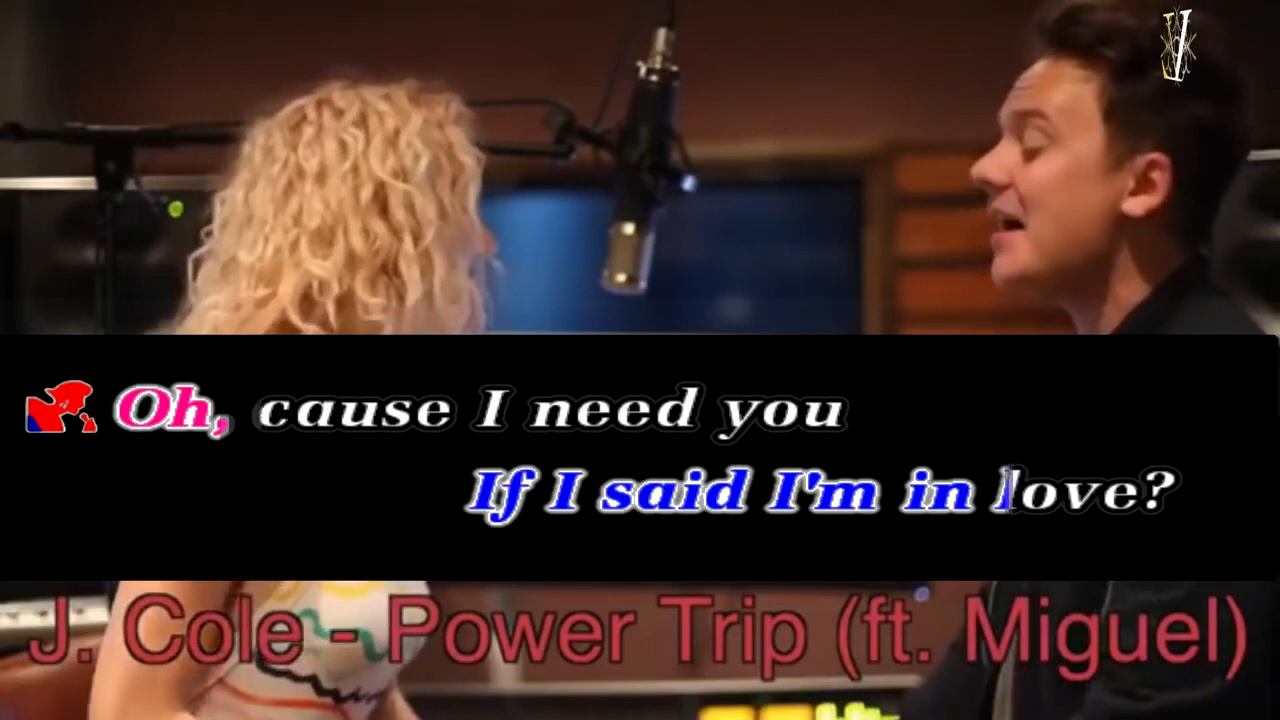 Oh, cause I need you
If I said I'm in love?
J. Cole - Power Trip (ft. Miguel)